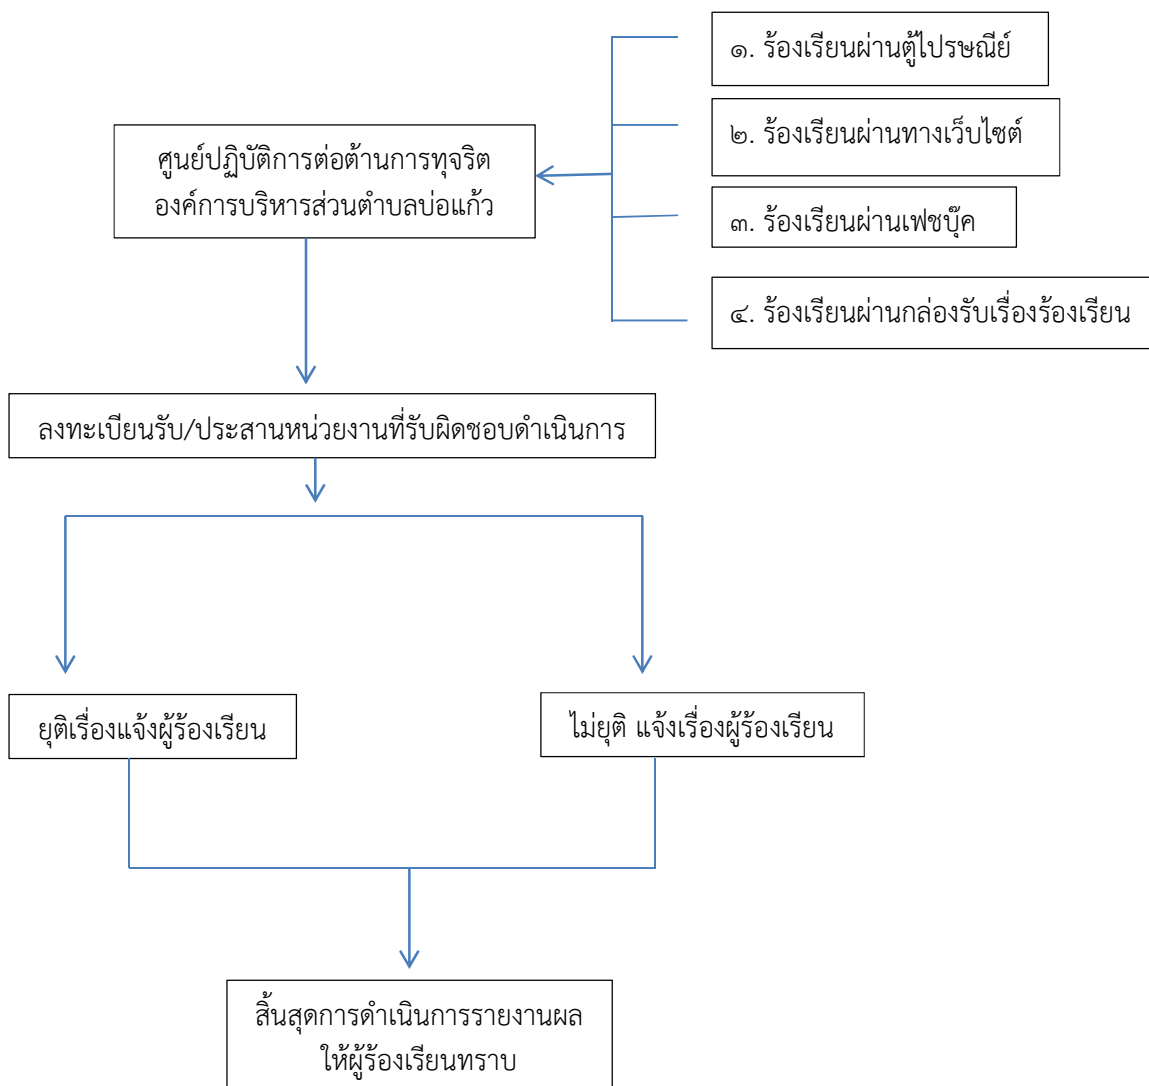 ๑. ร้องเรียนผ่านตู้ไปรษณีย์
๒. ร้องเรียนผ่านทางเว็บไซต์
ศูนย์ปฏิบัติการต่อต้านการทุจริต
องค์การบริหารส่วนตำบลบ่อแก้ว
๓. ร้องเรียนผ่านเฟชบุ๊ค
๔. ร้องเรียนผ่านกล่องรับเรื่องร้องเรียน
ลงทะเบียนรับ/ประสานหน่วยงานที่รับผิดชอบดำเนินการ
ยุติเรื่องแจ้งผู้ร้องเรียน
ไม่ยุติ แจ้งเรื่องผู้ร้องเรียน
สิ้นสุดการดำเนินการรายงานผล
ให้ผู้ร้องเรียนทราบ